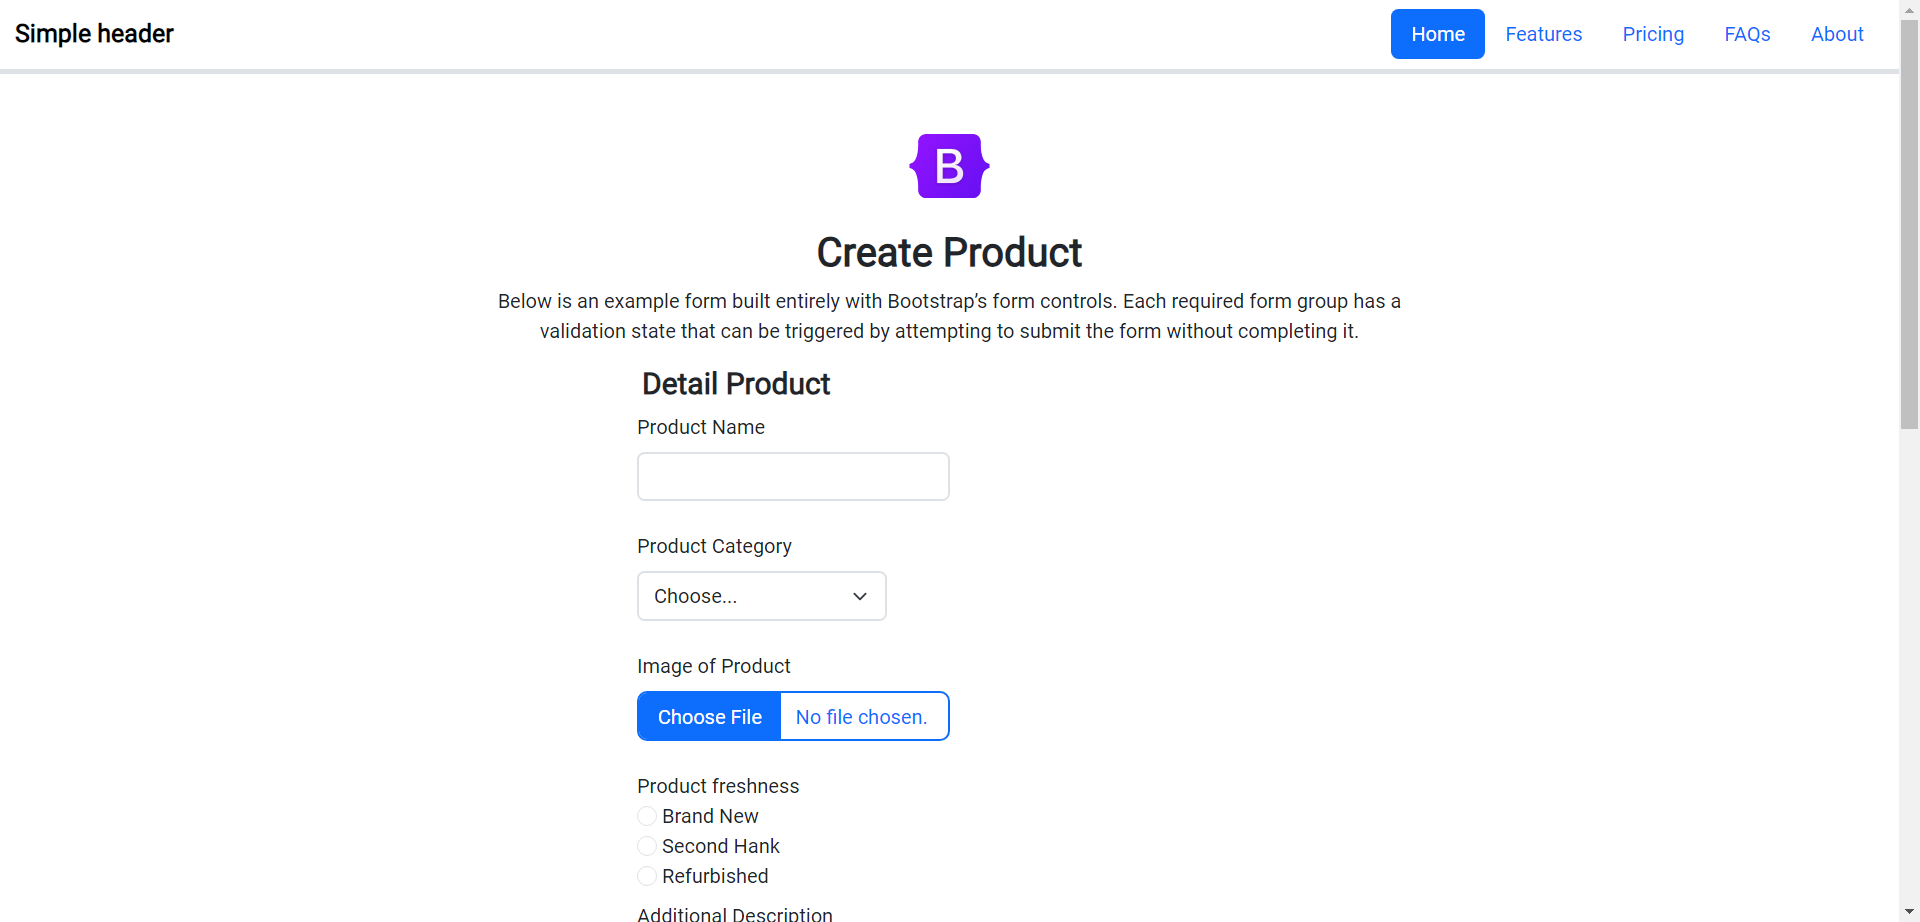 Simple header
Home Features Pricing FAQs About
B
Create Product
Below is an example form built entirely with Bootstrap’s form controls. Each required form group has a
validation state that can be triggered by attempting to submit the form without completing it.
Detail Product
Product Name
Product Category
Choose...
Image of Product
Choose File No file chosen.
Product freshness
Brand New
Second Hank
Refurbished
Additional Description